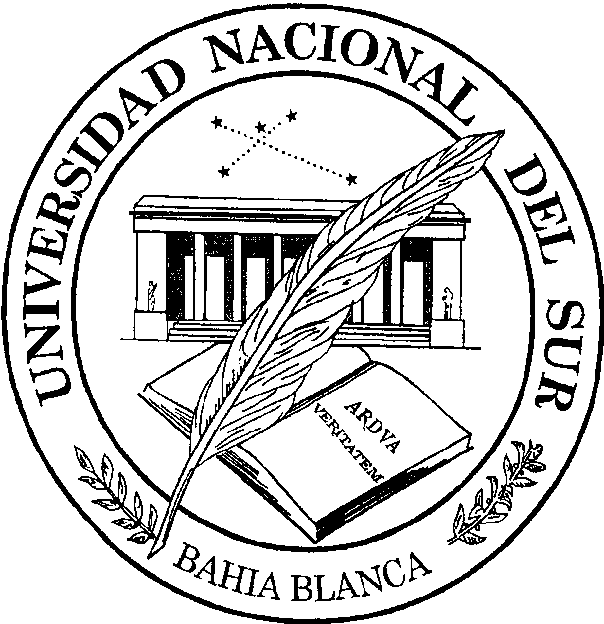 UNIVERSIDAD NACIONAL DEL SUR
ARDVA
VERITATEM
BAHIA BLANCA